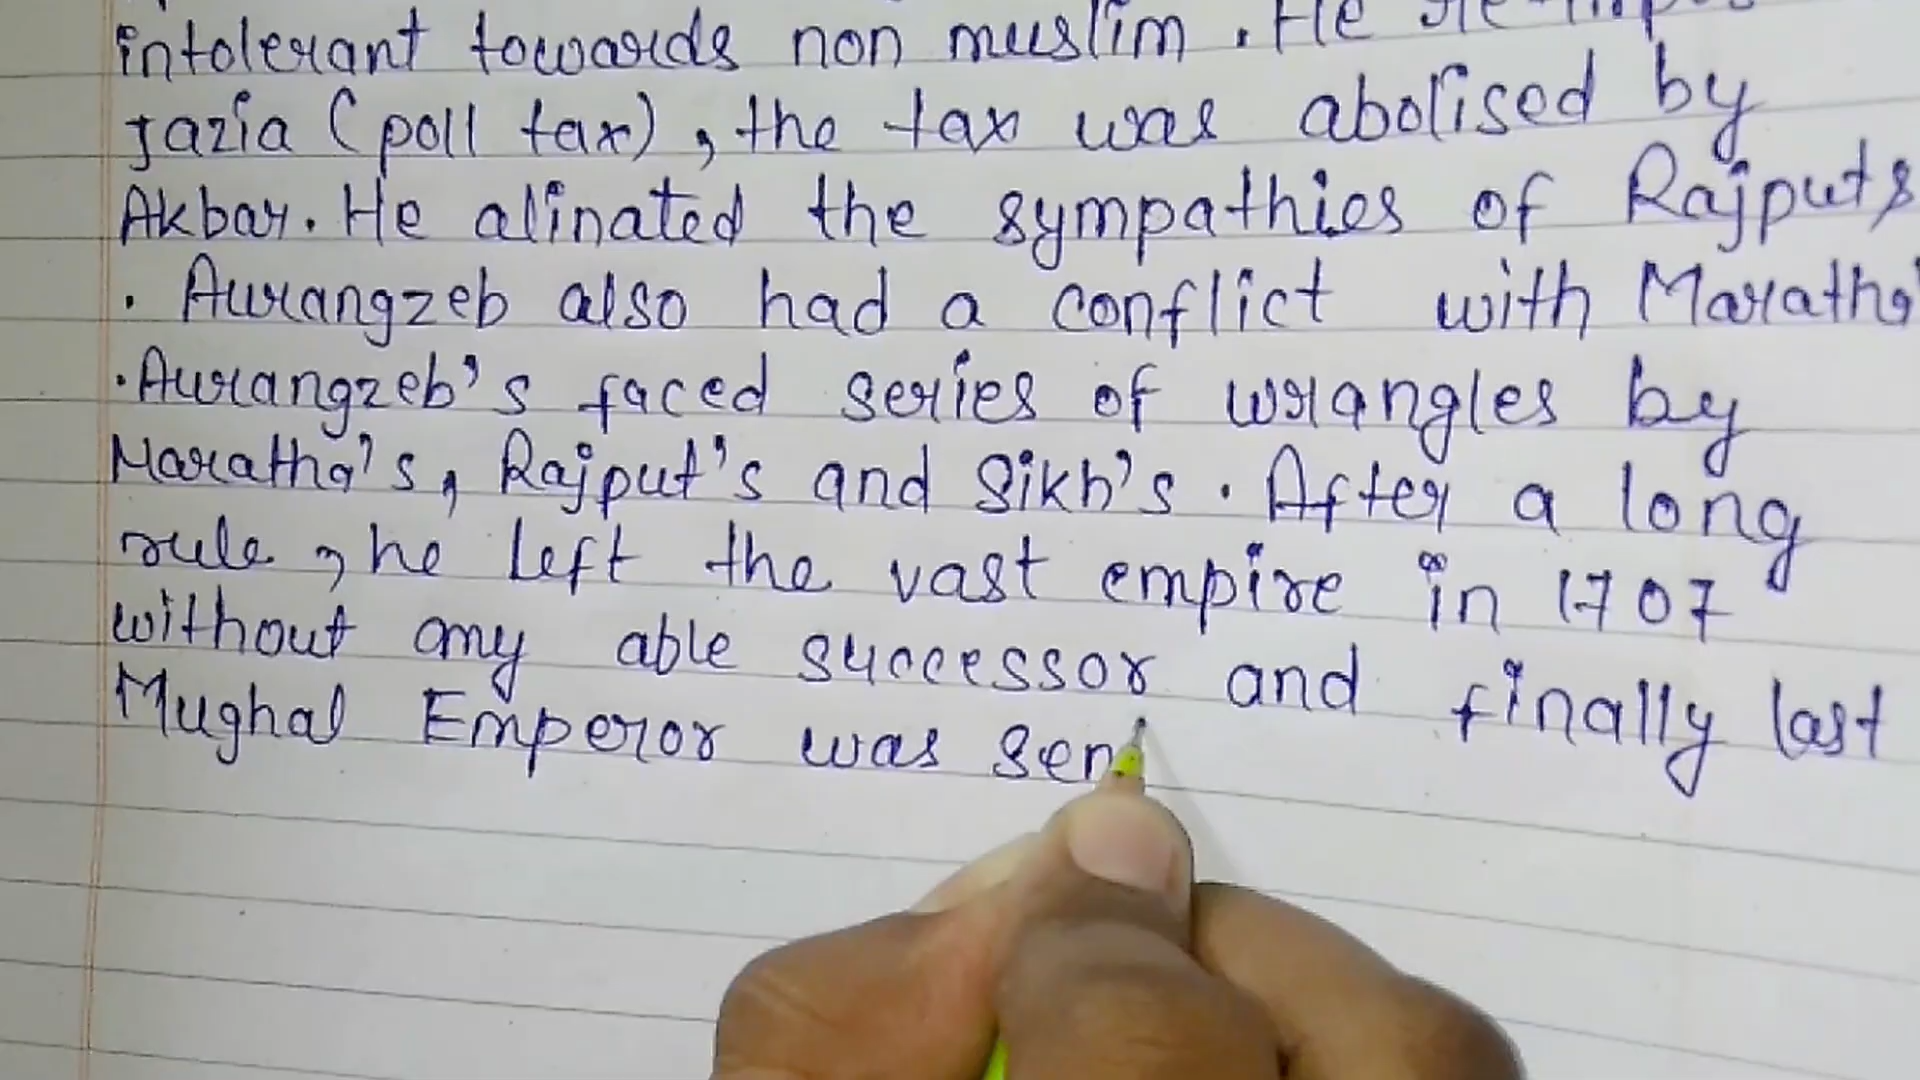 intolerant towards non muslim . He
Jazia (poll tax) , the tax was abolised by
Akbar. He alinated the sympathies of Rajputs
. Aurangzeb also had a conflict with Maratha
. Aurangzeb's faced series of wrangles by
Maratha's, Rajput's and Sikh's . After a long
rule , he left the vast empire in 1707
without any able successor and finally last
Mughal Emperor was sen